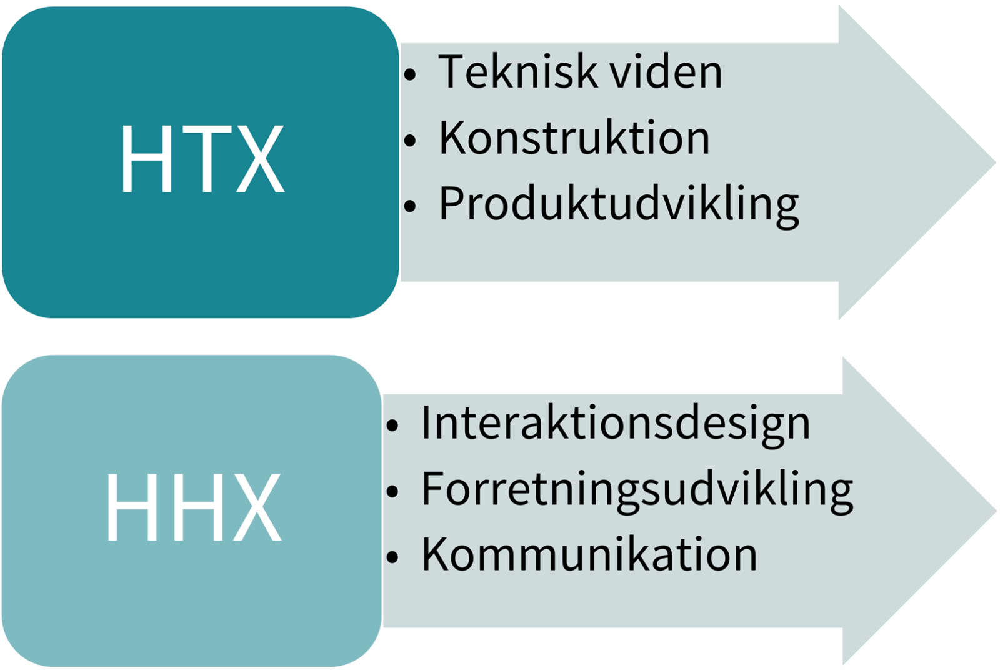 HTX
• Teknisk viden
• Konstruktion
• Produktudvikling
HHX
• Interaktionsdesign
• Forretningsudvikling
• Kommunikation